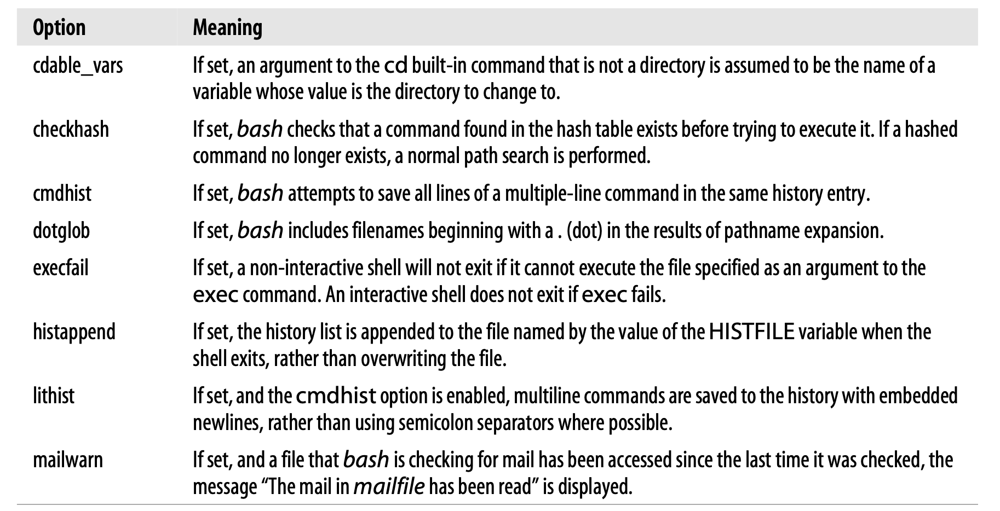 Option Meaning
cdable_vars If set, an argument to the cd built-in command that is not a directory is assumed to be the name of a
variable whose value is the directory to change to.
checkhash If set, bash checks that a command found in the hash table exists before trying to execute it. If a hashed
command no longer exists, a normal path search is performed.
cmdhist If set, bash attempts to save all lines of a multiple-line command in the same history entry.
dotglob If set, bash includes filenames beginning with a . (dot) in the results of pathname expansion.
execfail If set, a non-interactive shell will not exit if it cannot execute the file specified as an argument to the
exec command. An interactive shell does not exit if exec fails.
histappend If set, the history list is appended to the file named by the value of the HISTFILE variable when the
shell exits, rather than overwriting the file.
lithist If set, and the cmdhist option is enabled, multiline commands are saved to the history with embedded
newlines, rather than using semicolon separators where possible.
mailwarn If set, and a file that bash is checking for mail has been accessed since the last time it was checked, the
message “The mail in mailfile has been read” is displayed.